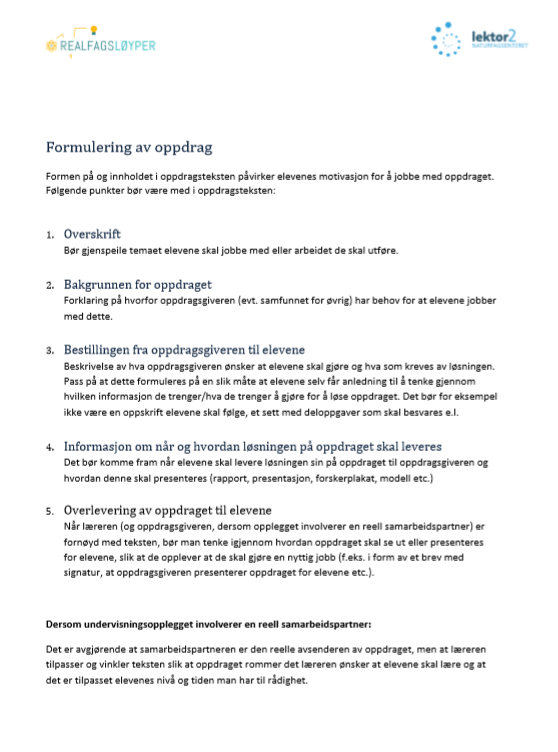 REALFAGSLØYPER
lektor2
NATURFAGSENTERET
Formulering av oppdrag
Formen på og innholdet i oppdragsteksten påvirker elevenes motivasjon for å jobbe med oppdraget.
Følgende punkter bør være med i oppdragsteksten:
1. Overskrift
Bør gjenspeile temaet elevene skal jobbe med eller arbeidet de skal utføre.
2. Bakgrunnen for oppdraget
Forklaring på hvorfor oppdragsgiveren (evt. samfunnet for øvrig) har behov for at elevene jobber
med dette.
3. Bestillingen fra oppdragsgiveren til elevene
Beskrivelse av hva oppdragsgiveren ønsker at elevene skal gjøre og hva som kreves av løsningen.
Pass på at dette formuleres på en slik måte at elevene selv får anledning til å tenke gjennom
hvilken informasjon de trenger/hva de trenger å gjøre for å løse oppdraget. Det bør for eksempel
ikke være en oppskrift elevene skal følge, et sett med deloppgaver som skal besvares e.l.
4. Informasjon om når og hvordan løsningen på oppdraget skal leveres
Det bør komme fram når elevene skal levere løsningen sin på oppdraget til oppdragsgiveren og
hvordan denne skal presenteres (rapport, presentasjon, forskerplakat, modell etc.)
5. Overlevering av oppdraget til elevene
Når læreren (og oppdragsgiveren, dersom opplegget involverer en reell samarbeidspartner) er
fornøyd med teksten, bør man tenke igjennom hvordan oppdraget skal se ut eller presenteres
for elevene, slik at de opplever at de skal gjøre en nyttig jobb (f.eks. i form av et brev med
signatur, at oppdragsgiveren presenterer oppdraget for elevene etc.).
Dersom undervisningsopplegget involverer en reell samarbeidspartner:
Det er avgjørende at samarbeidspartneren er den reelle avsenderen av oppdraget, men at læreren
tilpasser og vinkler teksten slik at oppdraget rommer det læreren ønsker at elevene skal lære og at
det er tilpasset elevenes nivå og tiden man har til rådighet.